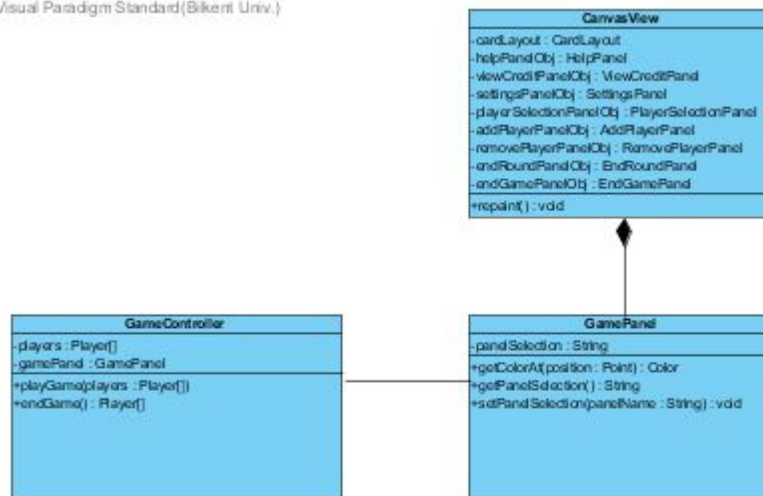 Visual Paradigm Standard(Bilkent Univ.)
CanvasView
-cardLayout : CardLayout
-helpPanelObj : HelpPanel
-viewCreditPanelObj : ViewCreditPanel
-settingsPanelObj : SettingsPanel
-playerSelectionPanelObj : PlayerSelectionPanel
-addPlayerPanelObj : AddPlayerPanel
-removePlayerPanelObj : RemovePlayerPanel
-endRoundPanelObj : EndRoundPanel
-endGamePanelObj : EndGamePanel
+repaint() : void
GameController
-players : Player[]
-gamePanel : GamePanel
+playGame(players : Player[])
+endGame() : Player[]
GamePanel
-panelSelection : String
+getColorAt(position : Point) : Color
+getPanelSelection() : String
+setPanelSelection(panelName : String) : void